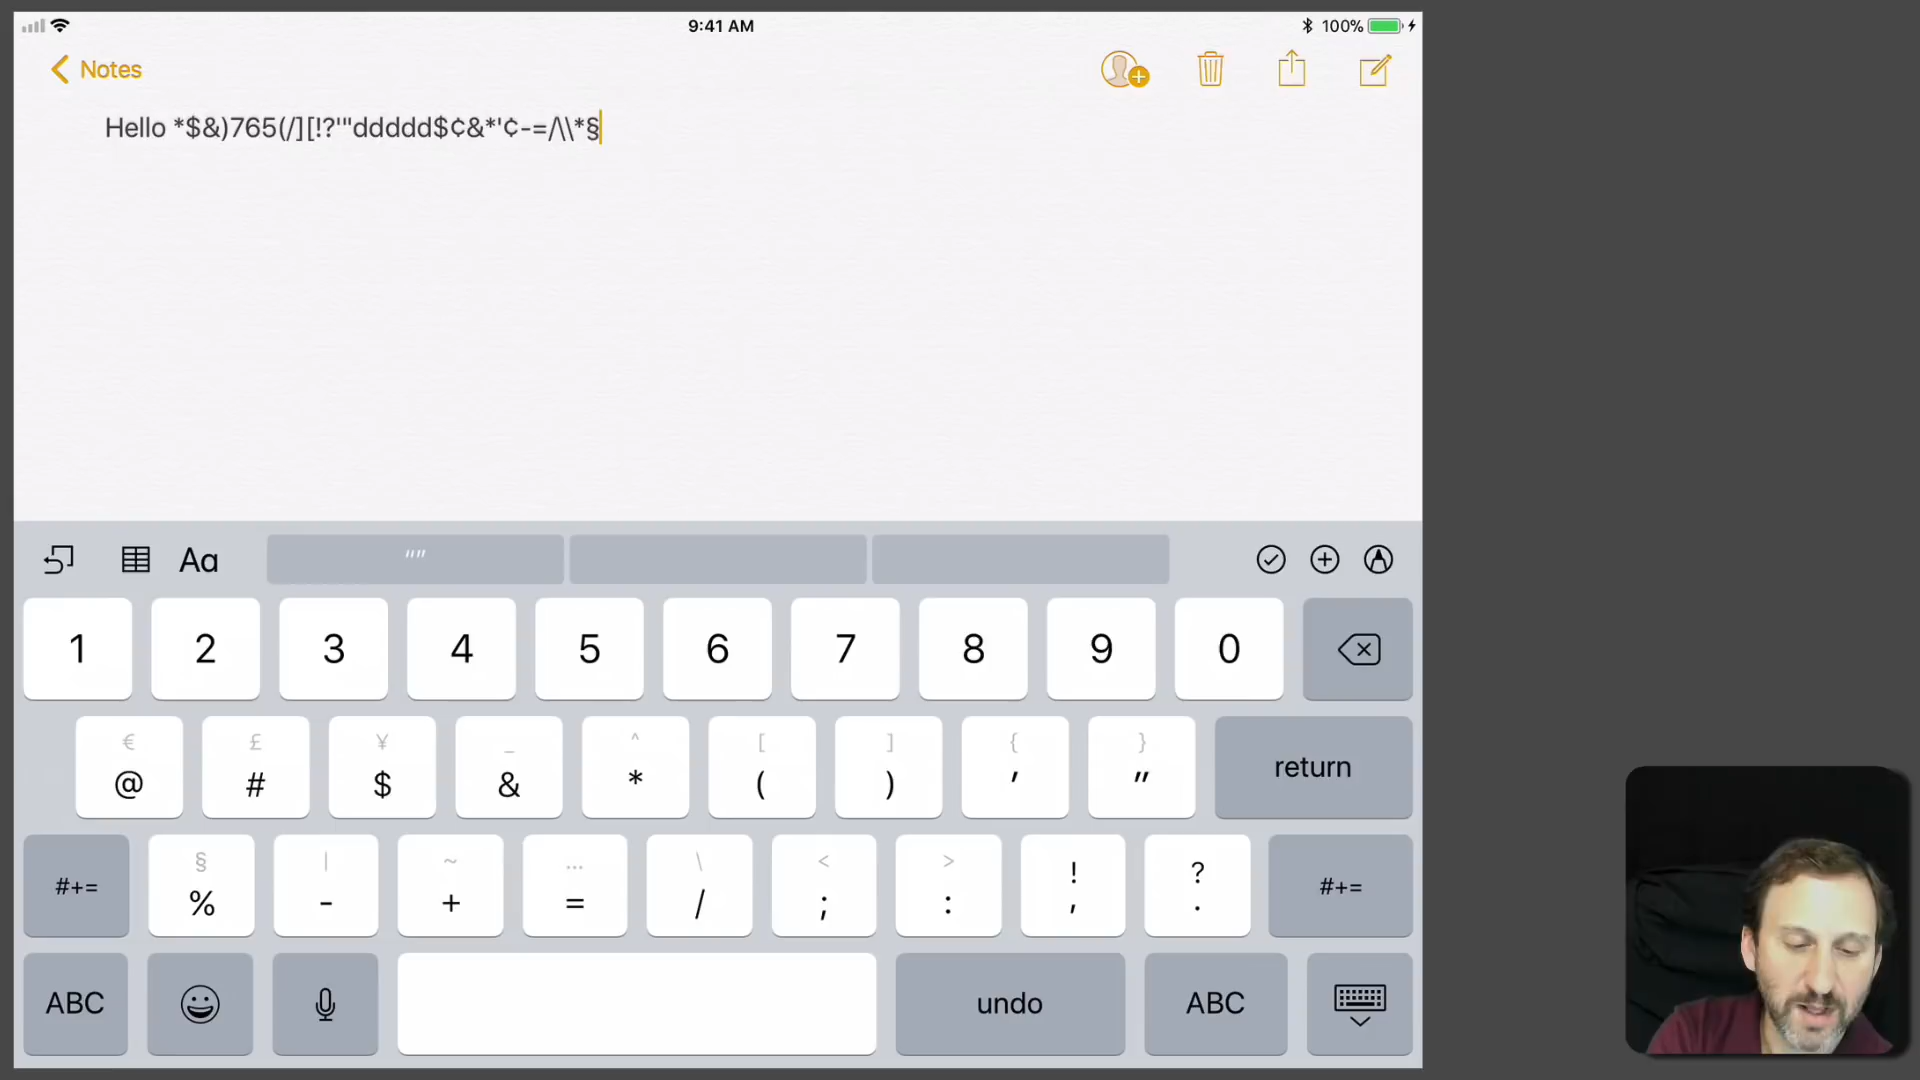 9:41 AM
100%
Notes
Hello *$&)765(/][!?'"ddddd$¢&*'¢-=/\\*§
Aa
“”
1 2 3 4 5 6 7 8 9 0
€ £ ¥ _ ^ [ ] { }
@ # $ & * ( ) ' "
return
§ | ~ … \ < > ! ?
#+= % - + = / ; : , . #+=
ABC undo ABC